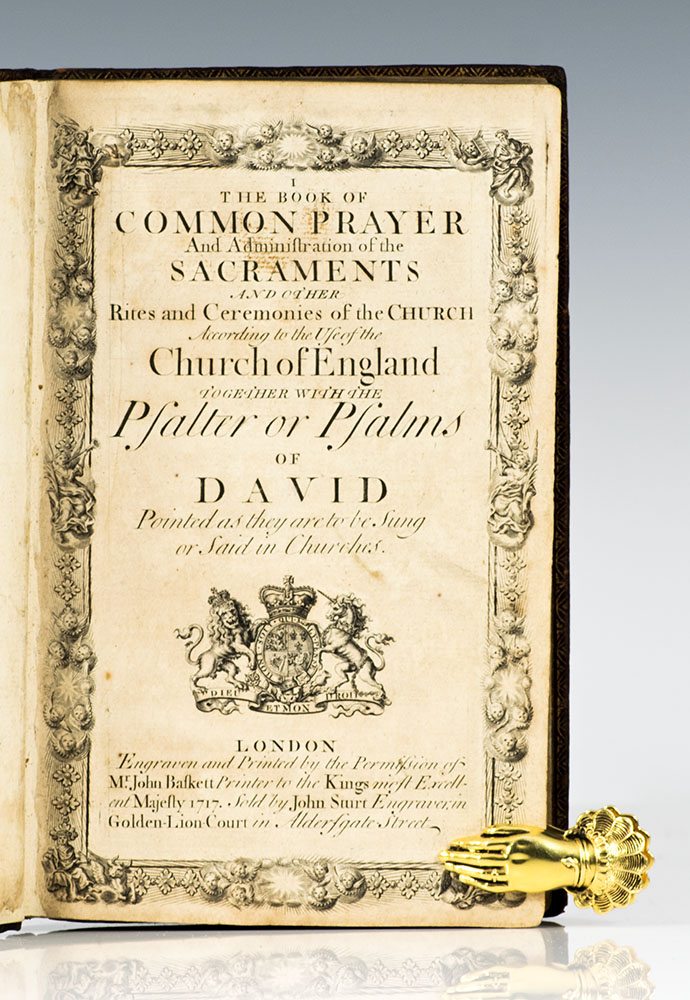 I
THE BOOK OF
COMMON PRAYER
And Adminiſtration of the
SACRAMENTS
AND OTHER
Rites and Ceremonies of the CHURCH
According to the Uſe of the
Church of England
TOGETHER WITH THE
Pſalter or Pſalms
OF
DAVID
Pointed as they are to be Sung
or Said in Churches.
DIEU ET MON DROIT
LONDON
Engraven and Printed by the Permiſſion of
Mr. John Baſkett Printer to the Kings moſt Excell-
ent Majeſty 1717. Sold by John Sturt Engraver, in
Golden-Lion-Court in Alderſgate Street.